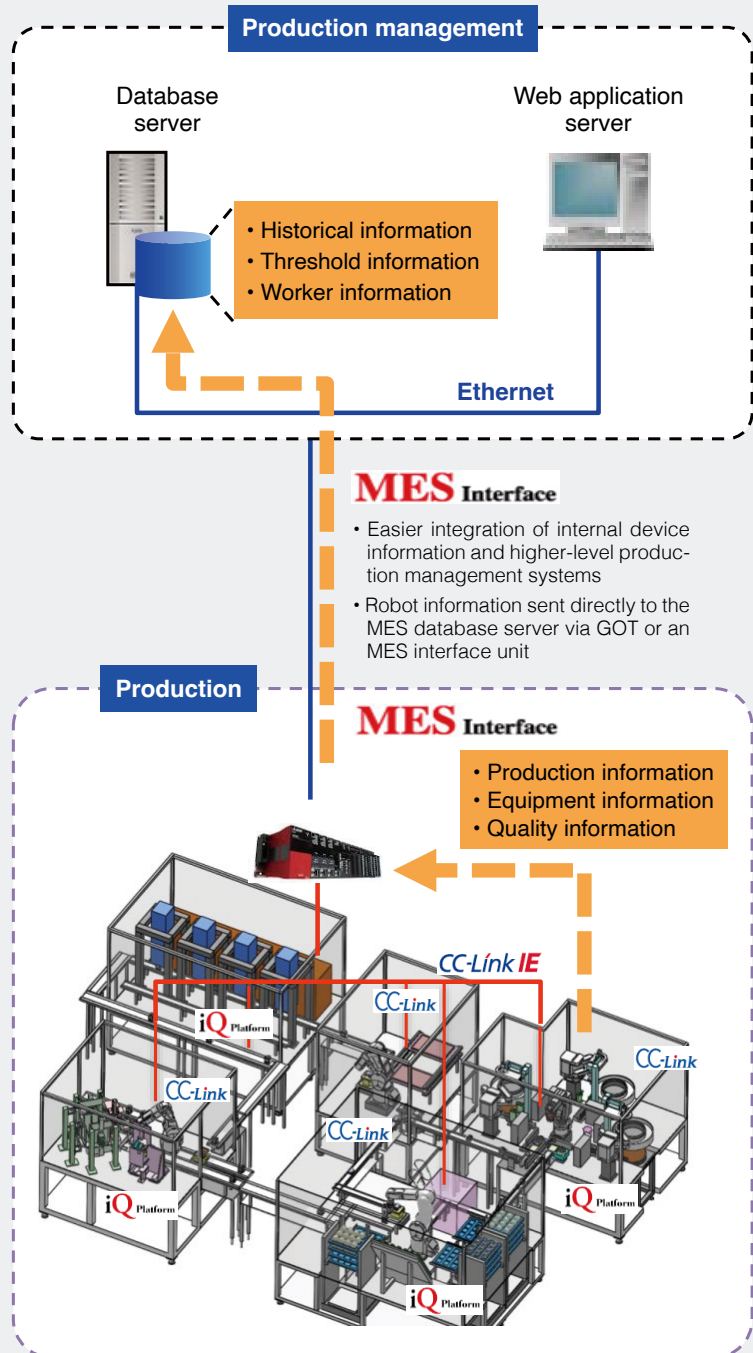 Production management
Database
server
Web application
server
• Historical information
• Threshold information
• Worker information
Ethernet
MES Interface
• Easier integration of internal device
information and higher-level produc-
tion management systems
• Robot information sent directly to the
MES database server via GOT or an
MES interface unit
Production
MES Interface
• Production information
• Equipment information
• Quality information
CC-Link IE
CC-Link
iQ Platform
CC-Link
CC-Link
CC-Link
iQ Platform
iQ Platform
iQ Platform